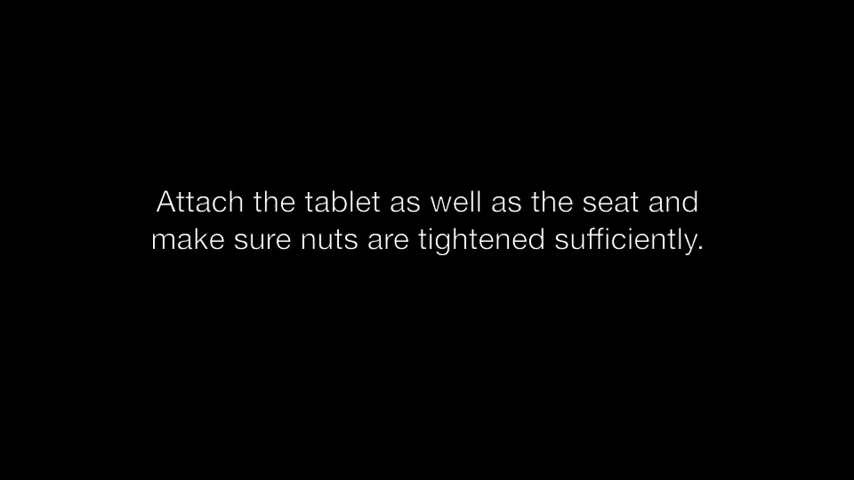 Attach the tablet as well as the seat and
make sure nuts are tightened sufficiently.